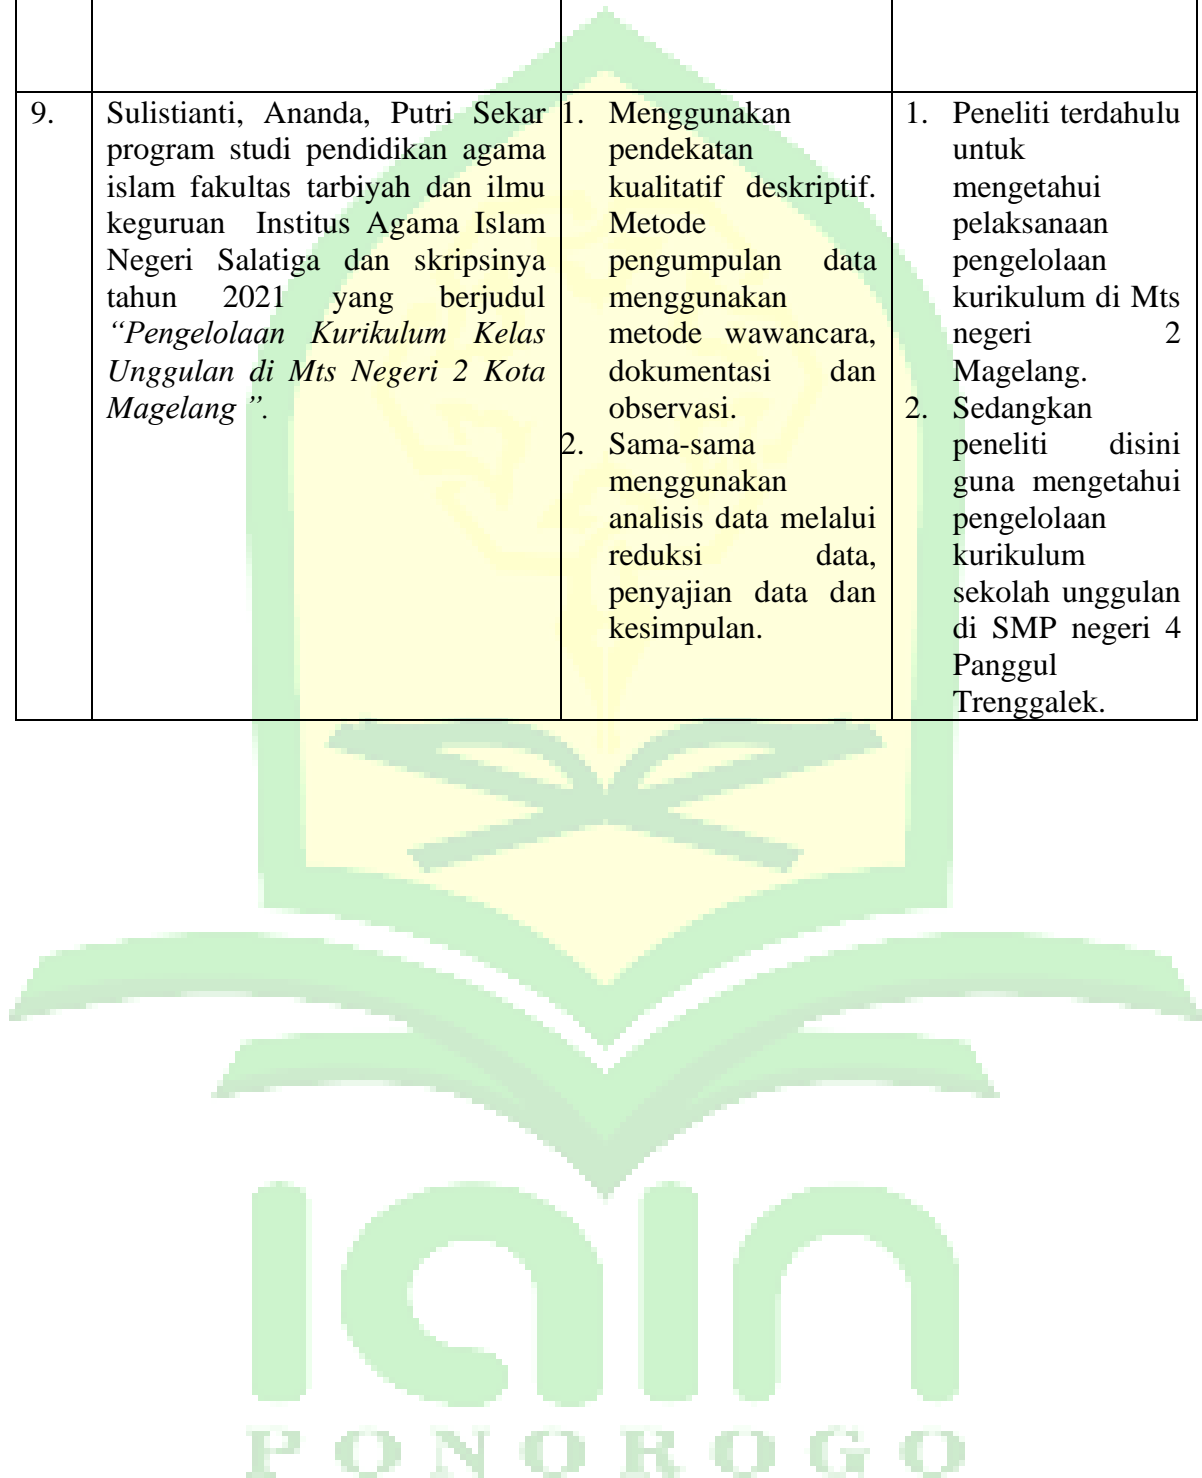 9.
Sulistianti, Ananda, Putri Sekar
program studi pendidikan agama
islam fakultas tarbiyah dan ilmu
keguruan Institus Agama Islam
Negeri Salatiga dan skripsinya
tahun 2021 yang berjudul
“Pengelolaan Kurikulum Kelas
Unggulan di Mts Negeri 2 Kota
Magelang ”.
1. Menggunakan
pendekatan
kualitatif deskriptif.
Metode
pengumpulan data
menggunakan
metode wawancara,
dokumentasi dan
observasi.
2. Sama-sama
menggunakan
analisis data melalui
reduksi data,
penyajian data dan
kesimpulan.
1. Peneliti terdahulu
untuk
mengetahui
pelaksanaan
pengelolaan
kurikulum di Mts
negeri 2
Magelang.
2. Sedangkan
peneliti disini
guna mengetahui
pengelolaan
kurikulum
sekolah unggulan
di SMP negeri 4
Panggul
Trenggalek.
iain
PONOROGO